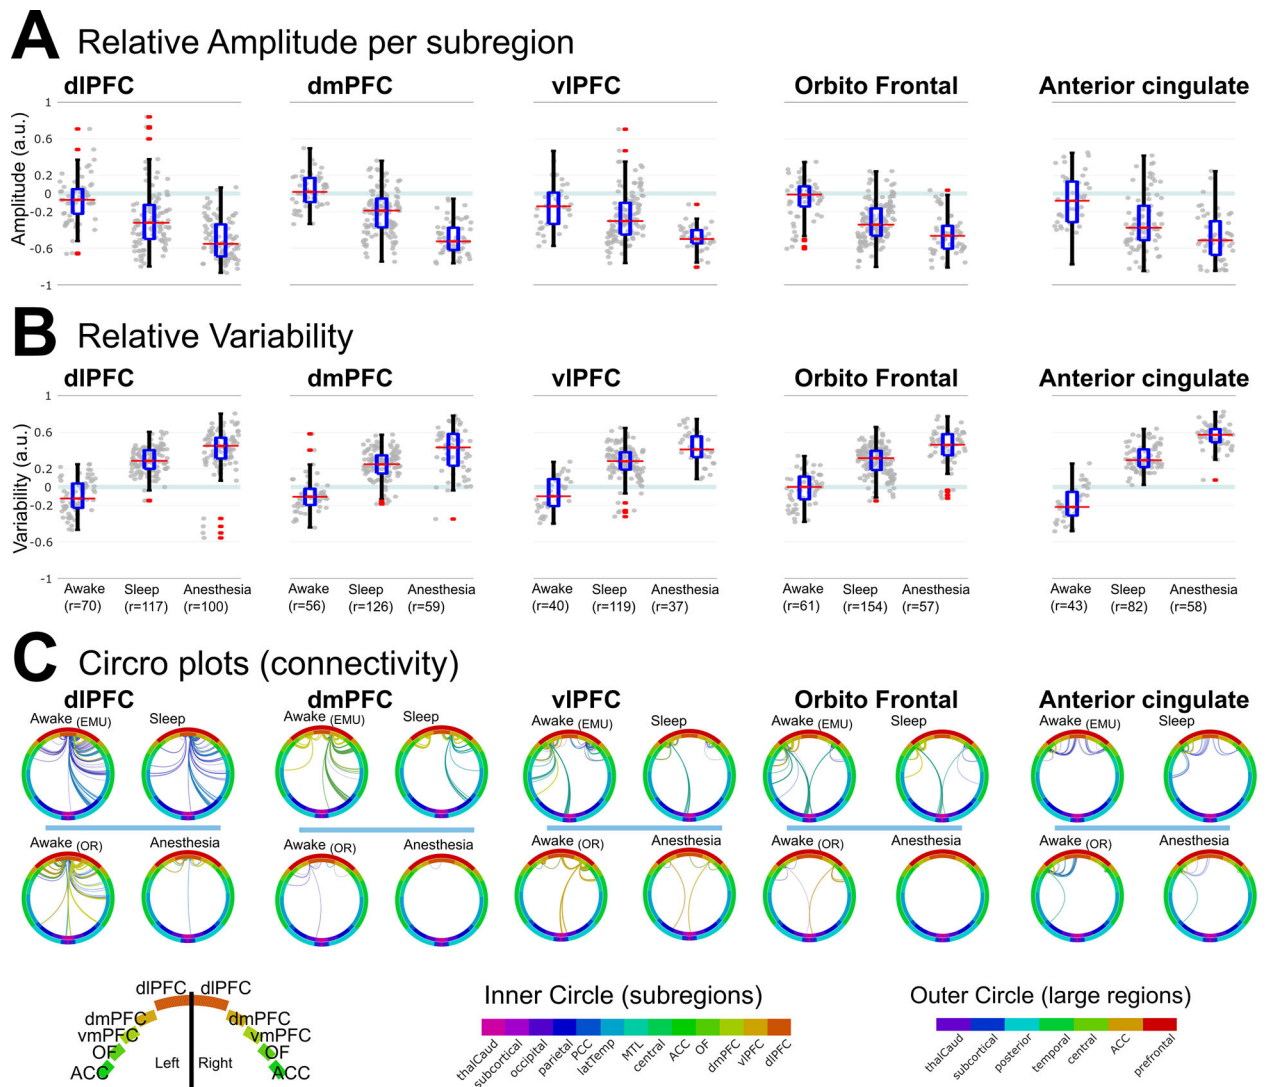 A Relative Amplitude per subregion
dlPFC dmPFC vlPFC Orbito Frontal Anterior cingulate
Amplitude (a.u.)
1
0.6
0.2
0
-0.2
-0.6
-1
B Relative Variability
dlPFC dmPFC vlPFC Orbito Frontal Anterior cingulate
Variability (a.u.)
1
0.6
0.2
0
-0.2
-0.6
-1
Awake Sleep Anesthesia Awake Sleep Anesthesia Awake Sleep Anesthesia Awake Sleep Anesthesia Awake Sleep Anesthesia
(r=70) (r=117) (r=100) (r=56) (r=126) (r=59) (r=40) (r=119) (r=37) (r=61) (r=154) (r=57) (r=43) (r=82) (r=58)
C Circro plots (connectivity)
dlPFC dmPFC vlPFC Orbito Frontal Anterior cingulate
Awake (EMU) Sleep Awake (EMU) Sleep Awake (EMU) Sleep Awake (EMU) Sleep Awake (EMU) Sleep
Awake (OR) Anesthesia Awake (OR) Anesthesia Awake (OR) Anesthesia Awake (OR) Anesthesia Awake (OR) Anesthesia
dlPFC dlPFC
dmPFC dmPFC
vmPFC vmPFC
OF Left Right OF
ACC ACC
Inner Circle (subregions)
thalCaud subcortical occipital parietal PCC latTemp MTL central ACC OF dmPFC vlPFC dlPFC
Outer Circle (large regions)
thalCaud subcortical posterior temporal central ACC prefrontal